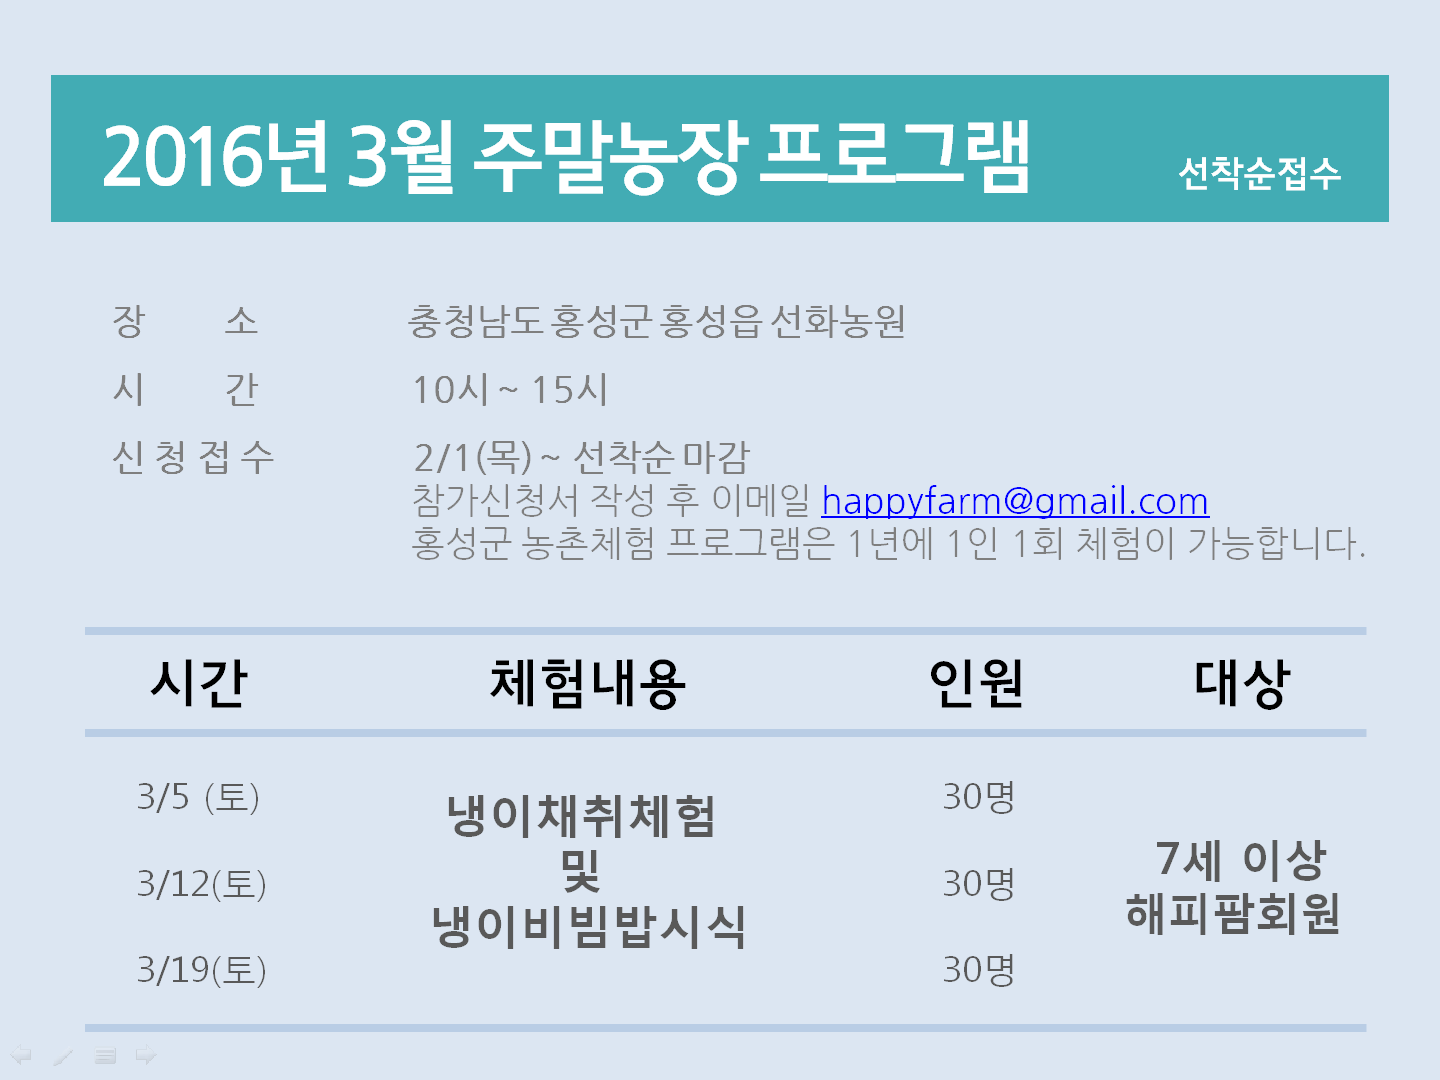 2016년 3월 주말농장 프로그램 선착순접수
장 소 충청남도 홍성군 홍성읍 선화농원
시 간 10시 ~ 15시
신 청 접 수 2/1(목) ~ 선착순 마감
참가신청서 작성 후 이메일 happyfarm@gmail.com
홍성군 농촌체험 프로그램은 1년에 1인 1회 체험이 가능합니다.
시간 체험내용 인원 대상
3/5 (토) 30명
냉이채취체험
및
냉이비빔밥시식
3/12(토) 30명
7세 이상
해피팜회원
3/19(토) 30명